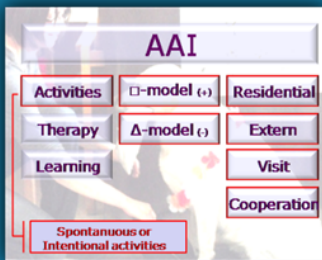 AAI
Activities □-model (+) Residential
Therapy Δ-model (-) Extern
Learning Visit
Cooperation
Spontanuous or
Intentional activities